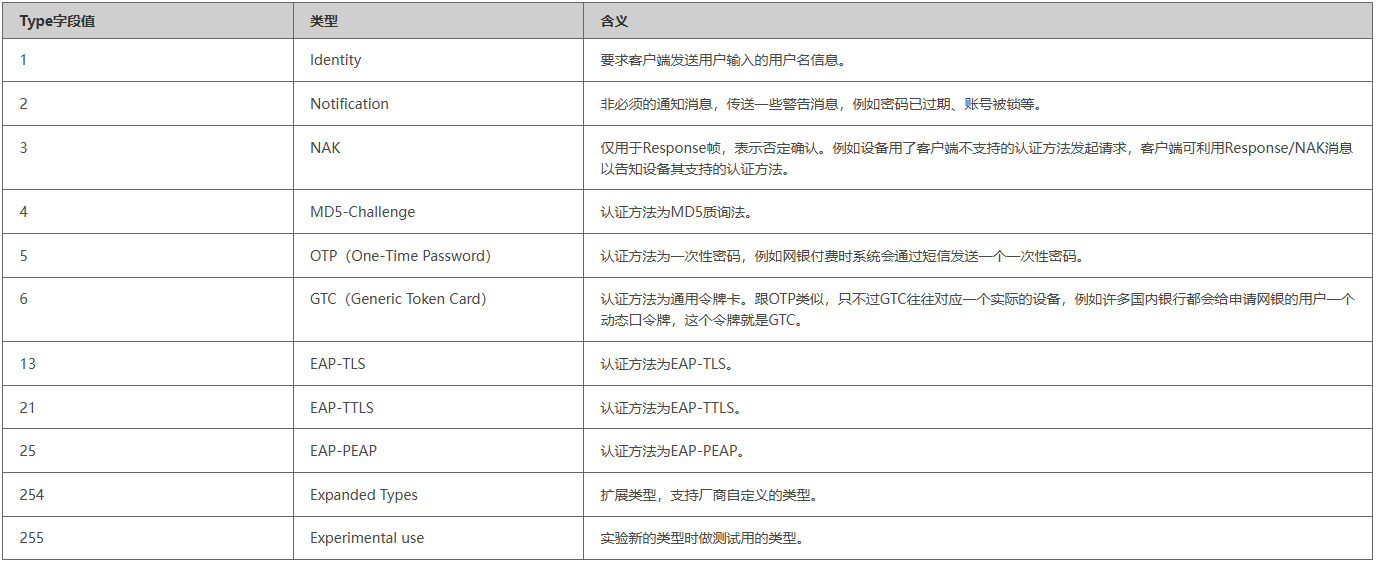 Type字段值 类型 含义
1 Identity 要求客户端发送用户输入的用户名信息。
2 Notification 非必须的通知消息，传送一些警告消息，例如密码已过期、账号被锁等。
3 NAK 仅用于Response帧，表示否定确认。例如设备用了客户端不支持的认证方法发起请求，客户端可利用Response/NAK消息
以告知设备其支持的认证方法。
4 MD5-Challenge 认证方法为MD5质询法。
5 OTP（One-Time Password） 认证方法为一次性密码，例如网银付费时系统会通过短信发送一个一次性密码。
6 GTC（Generic Token Card） 认证方法为通用令牌卡。跟OTP类似，只不过GTC往往对应一个实际的设备，例如许多国内银行都会给申请网银的用户一个
动态口令牌，这个令牌就是GTC。
13 EAP-TLS 认证方法为EAP-TLS。
21 EAP-TTLS 认证方法为EAP-TTLS。
25 EAP-PEAP 认证方法为EAP-PEAP。
254 Expanded Types 扩展类型，支持厂商自定义的类型。
255 Experimental use 实验新的类型时做测试用的类型。